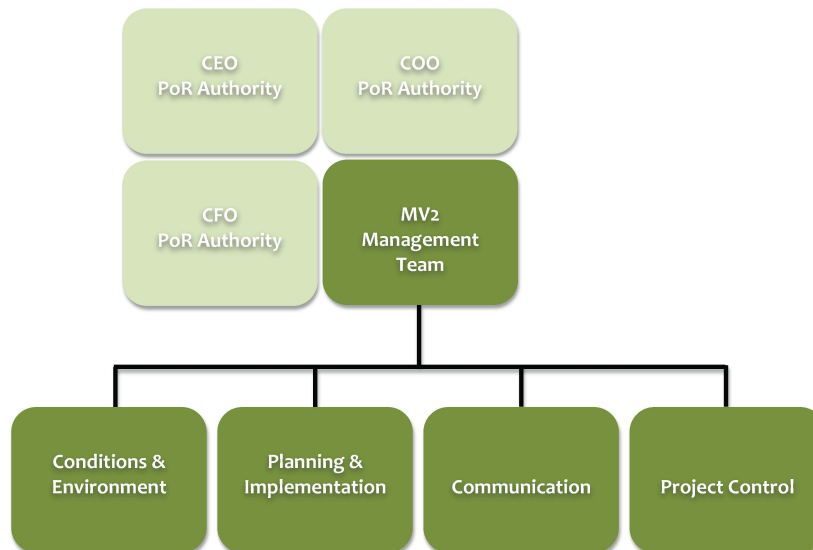 CEO
PoR Authority
COO
PoR Authority
CFO
PoR Authority
MV2
Management
Team
Conditions &
Environment
Planning &
Implementation
Communication
Project Control